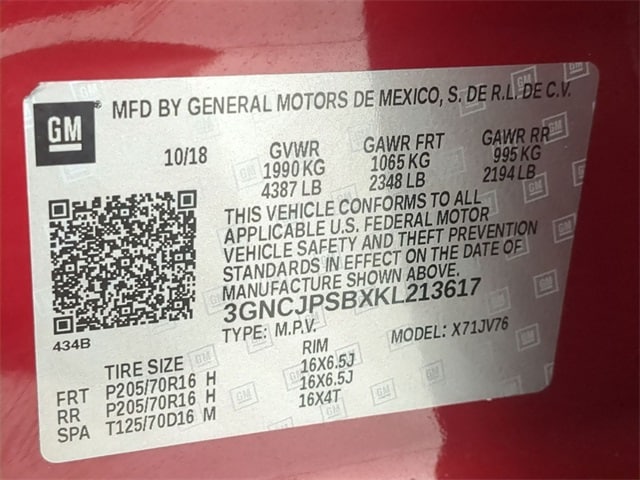 GM MFD BY GENERAL MOTORS DE MEXICO, S. DE R.L. DE C.V.
10/18 GVWR GAWR FRT GAWR RR
1990 KG 1065 KG 995 KG
4387 LB 2348 LB 2194 LB
THIS VEHICLE CONFORMS TO ALL
APPLICABLE U.S. FEDERAL MOTOR
VEHICLE SAFETY AND THEFT PREVENTION
STANDARDS IN EFFECT ON THE DATE OF
MANUFACTURE SHOWN ABOVE.
3GNCJPSBXKL213617
434B TYPE: M.P.V. MODEL: X71JV76
TIRE SIZE RIM
FRT P205/70R16 H 16X6.5J
RR P205/70R16 H 16X6.5J
SPA T125/70D16 M 16X4T